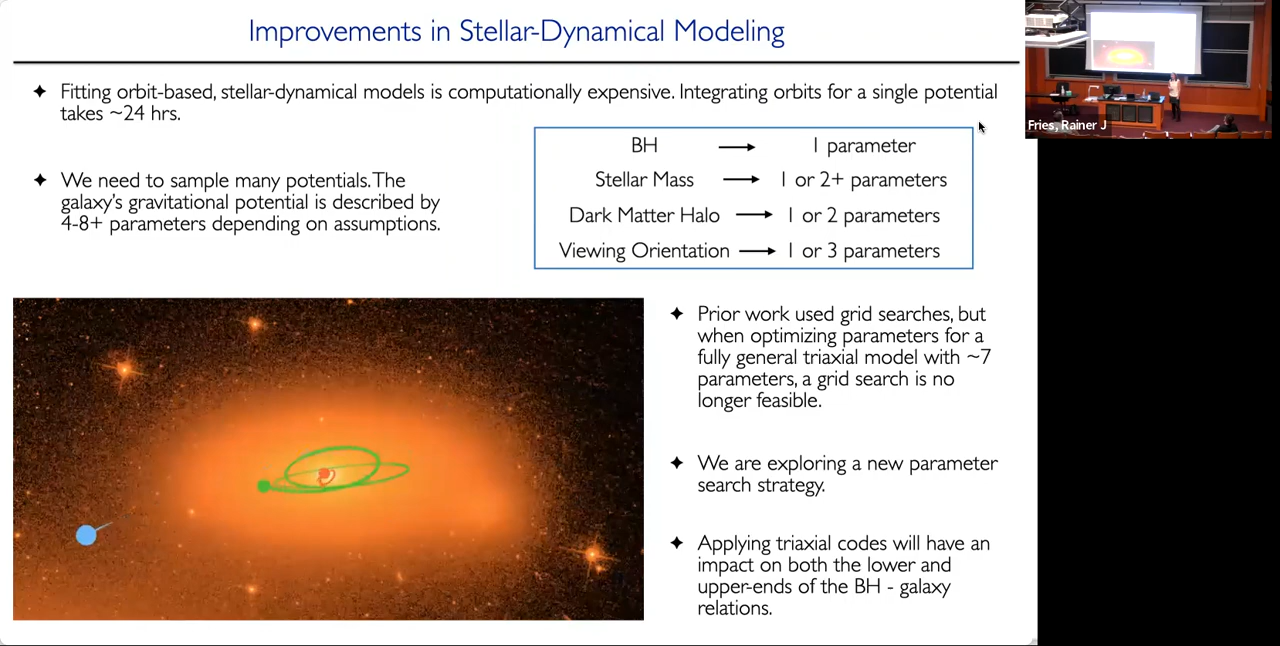 Improvements in Stellar-Dynamical Modeling
✦ Fitting orbit-based, stellar-dynamical models is computationally expensive. Integrating orbits for a single potential
takes ~24 hrs.
✦ We need to sample many potentials. The
galaxy's gravitational potential is described by
4-8+ parameters depending on assumptions.
BH → 1 parameter
Stellar Mass → 1 or 2+ parameters
Dark Matter Halo → 1 or 2 parameters
Viewing Orientation → 1 or 3 parameters
✦ Prior work used grid searches, but
when optimizing parameters for a
fully general triaxial model with ~7
parameters, a grid search is no
longer feasible.
✦ We are exploring a new parameter
search strategy.
✦ Applying triaxial codes will have an
impact on both the lower and
upper-ends of the BH - galaxy
relations.
Fries, Rainer J